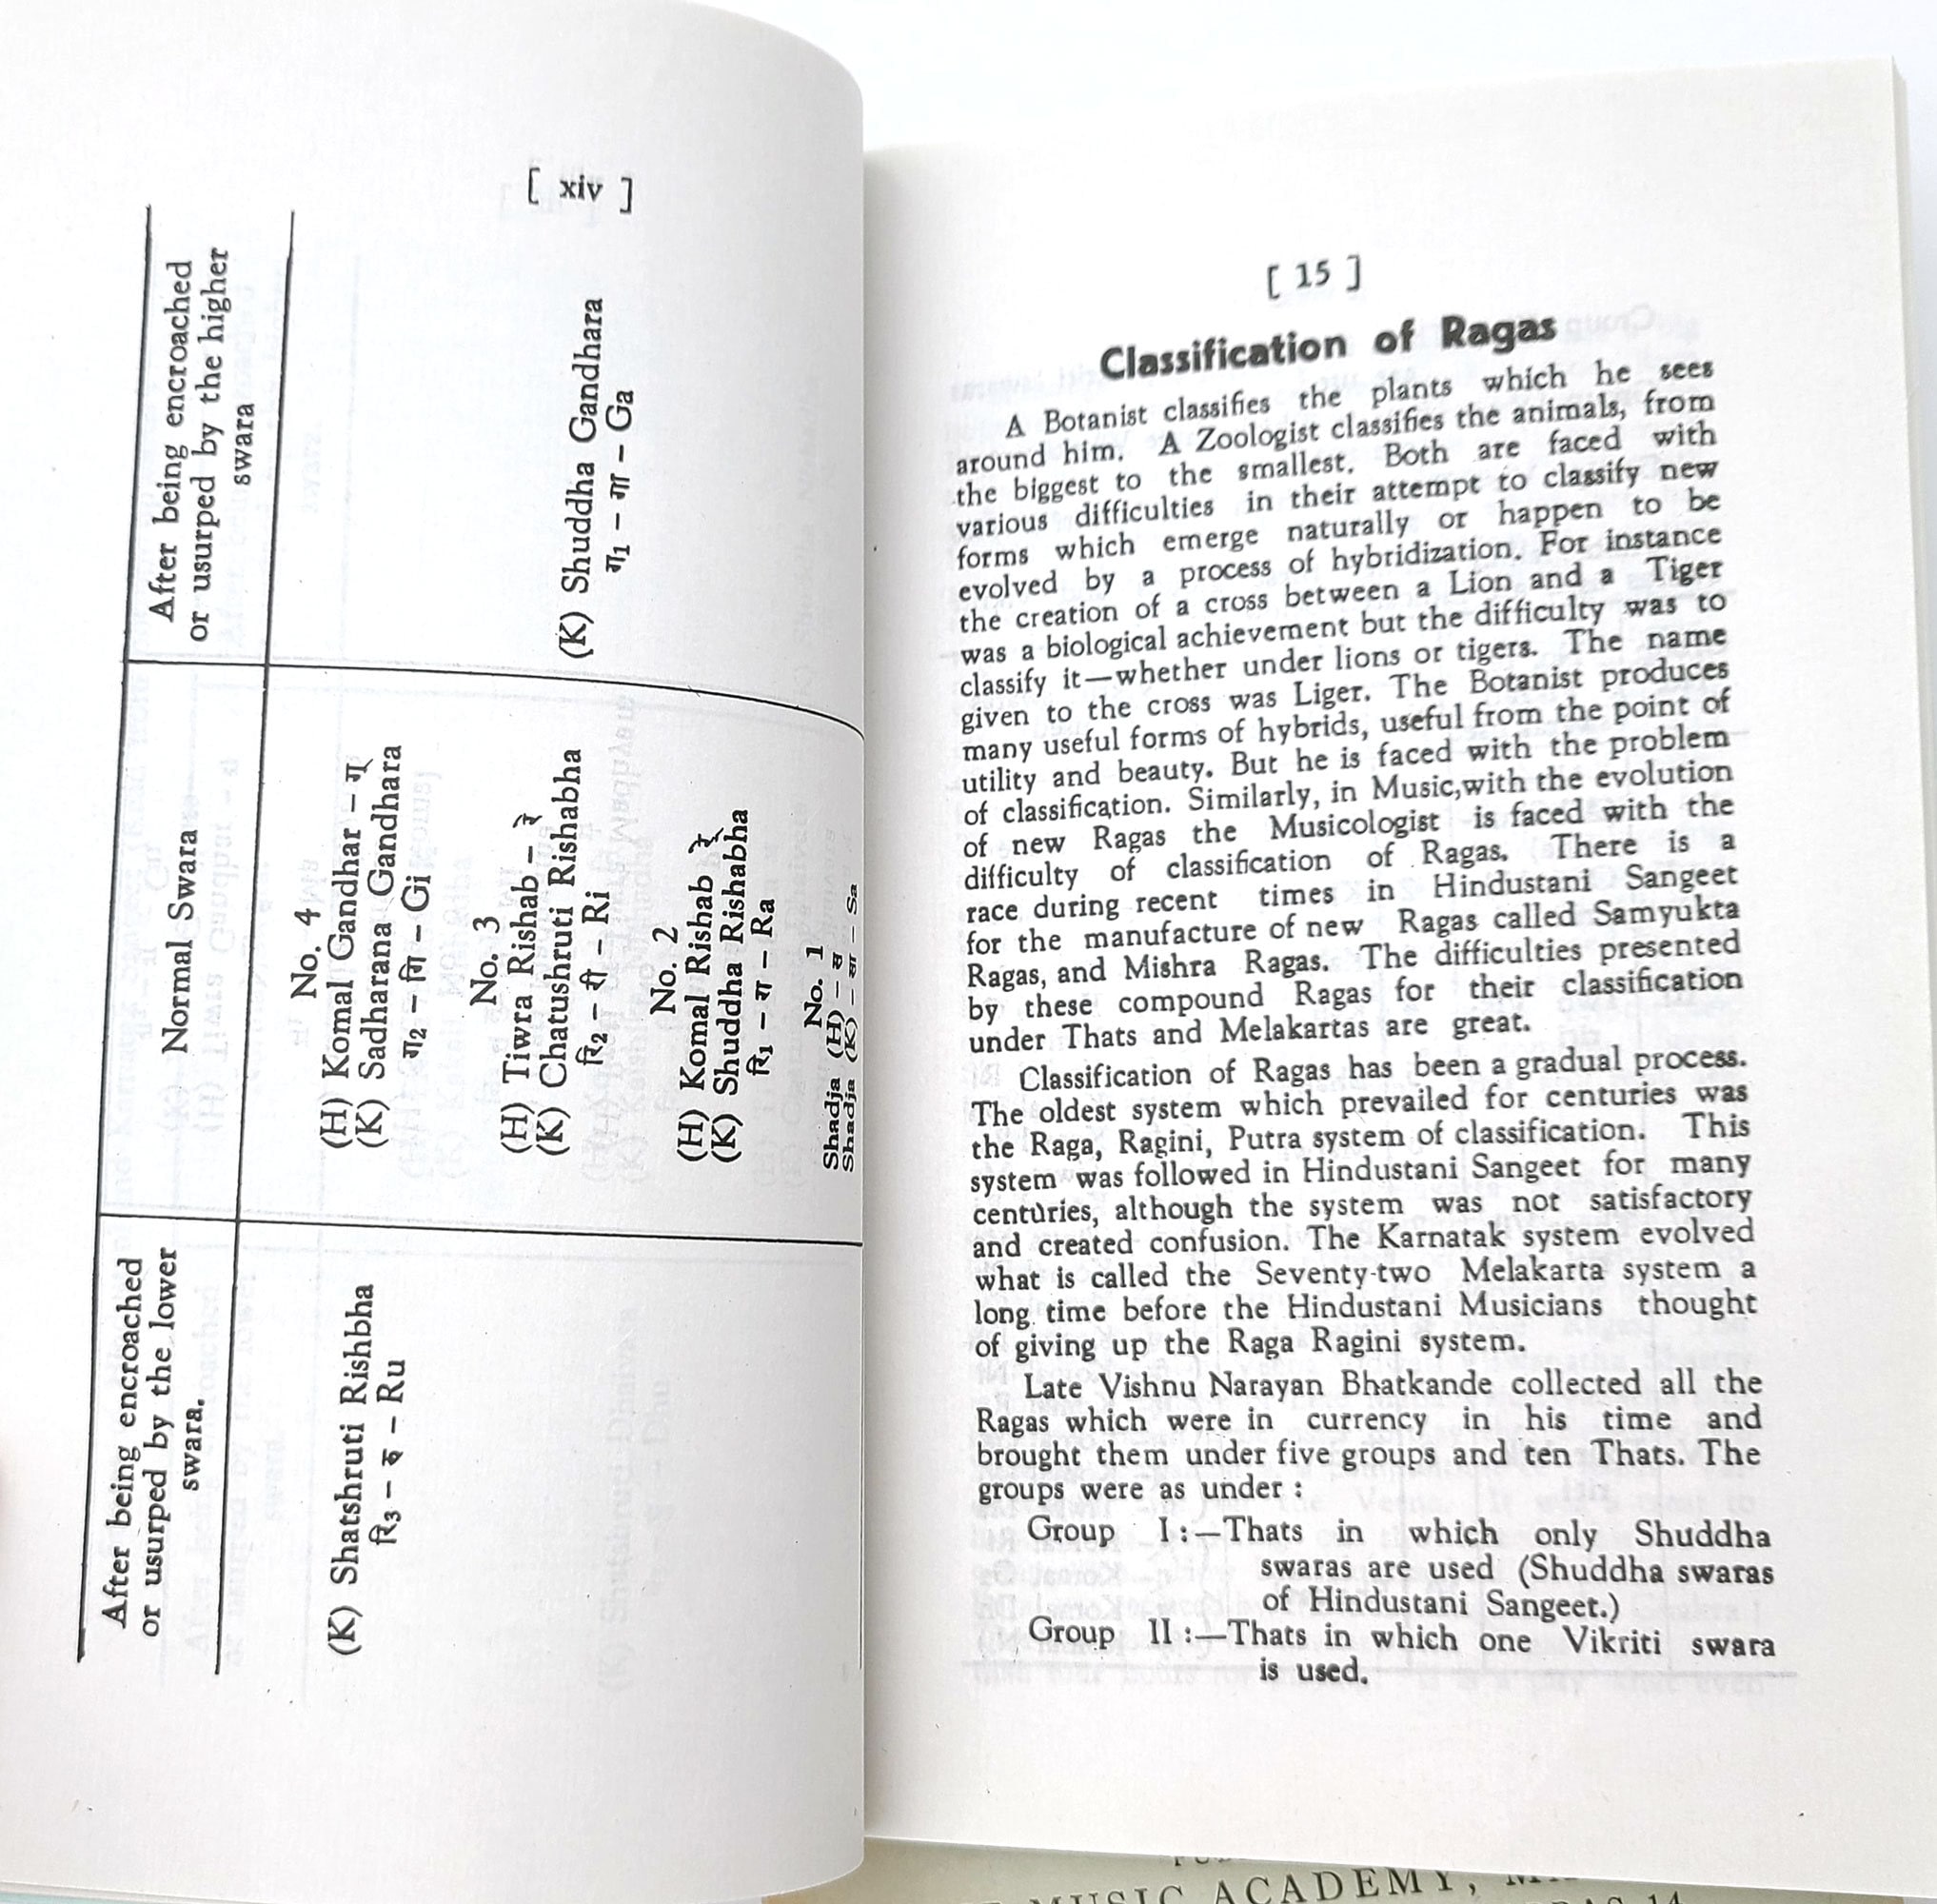 [ xiv ]
After being encroached
or usurped by the lower
swara.
Normal Swara
After being encroached
or usurped by the higher
swara
No. 4
(H) Komal Gandhar – ग॒
(K) Sadharana Gandhara
ग₂ – गि – Gi
(K) Shatshruti Rishbha
रि₃ – रु – Ru
No. 3
(H) Tiwra Rishab – रे
(K) Chatushruti Rishabha
रि₂ – री – Ri
(K) Shuddha Gandhara
ग₁ – गा – Ga
No. 2
(H) Komal Rishab रे॒
(K) Shuddha Rishabha
रि₁ – रा – Ra
No. 1
Shadja (H) – स
Shadja (K) – सा – Sa
[ 15 ]
Classification of Ragas
A Botanist classifies the plants which he sees
around him. A Zoologist classifies the animals, from
the biggest to the smallest. Both are faced with
various difficulties in their attempt to classify new
forms which emerge naturally or happen to be
evolved by a process of hybridization. For instance
the creation of a cross between a Lion and a Tiger
was a biological achievement but the difficulty was to
classify it—whether under lions or tigers. The name
given to the cross was Liger. The Botanist produces
many useful forms of hybrids, useful from the point of
utility and beauty. But he is faced with the problem
of classification. Similarly, in Music,with the evolution
of new Ragas the Musicologist is faced with the
difficulty of classification of Ragas. There is a
race during recent times in Hindustani Sangeet
for the manufacture of new Ragas called Samyukta
Ragas, and Mishra Ragas. The difficulties presented
by these compound Ragas for their classification
under Thats and Melakartas are great.
Classification of Ragas has been a gradual process.
The oldest system which prevailed for centuries was
the Raga, Ragini, Putra system of classification. This
system was followed in Hindustani Sangeet for many
centuries, although the system was not satisfactory
and created confusion. The Karnatak system evolved
what is called the Seventy-two Melakarta system a
long time before the Hindustani Musicians thought
of giving up the Raga Ragini system.
Late Vishnu Narayan Bhatkande collected all the
Ragas which were in currency in his time and
brought them under five groups and ten Thats. The
groups were as under :
Group I:—Thats in which only Shuddha
swaras are used (Shuddha swaras
of Hindustani Sangeet.)
Group II :—Thats in which one Vikriti swara
is used.
MUSIC ACADEMY,